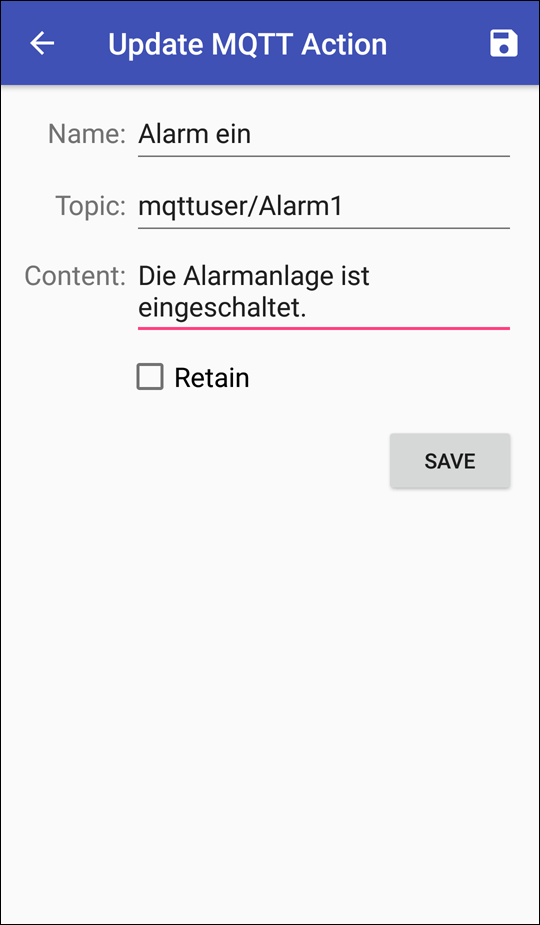 Update MQTT Action
Name: Alarm ein
Topic: mqttuser/Alarm1
Content: Die Alarmanlage ist
eingeschaltet.
Retain
SAVE